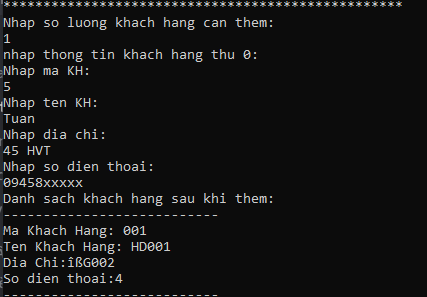 **************************************************
Nhap so luong khach hang can them:
1
nhap thong tin khach hang thu 0:
Nhap ma KH:
5
Nhap ten KH:
Tuan
Nhap dia chi:
45 HVT
Nhap so dien thoai:
09458xxxxx
Danh sach khach hang sau khi them:
---------------------------
Ma Khach Hang: 001
Ten Khach Hang: HD001
Dia Chi:îßG002
So dien thoai:4
---------------------------